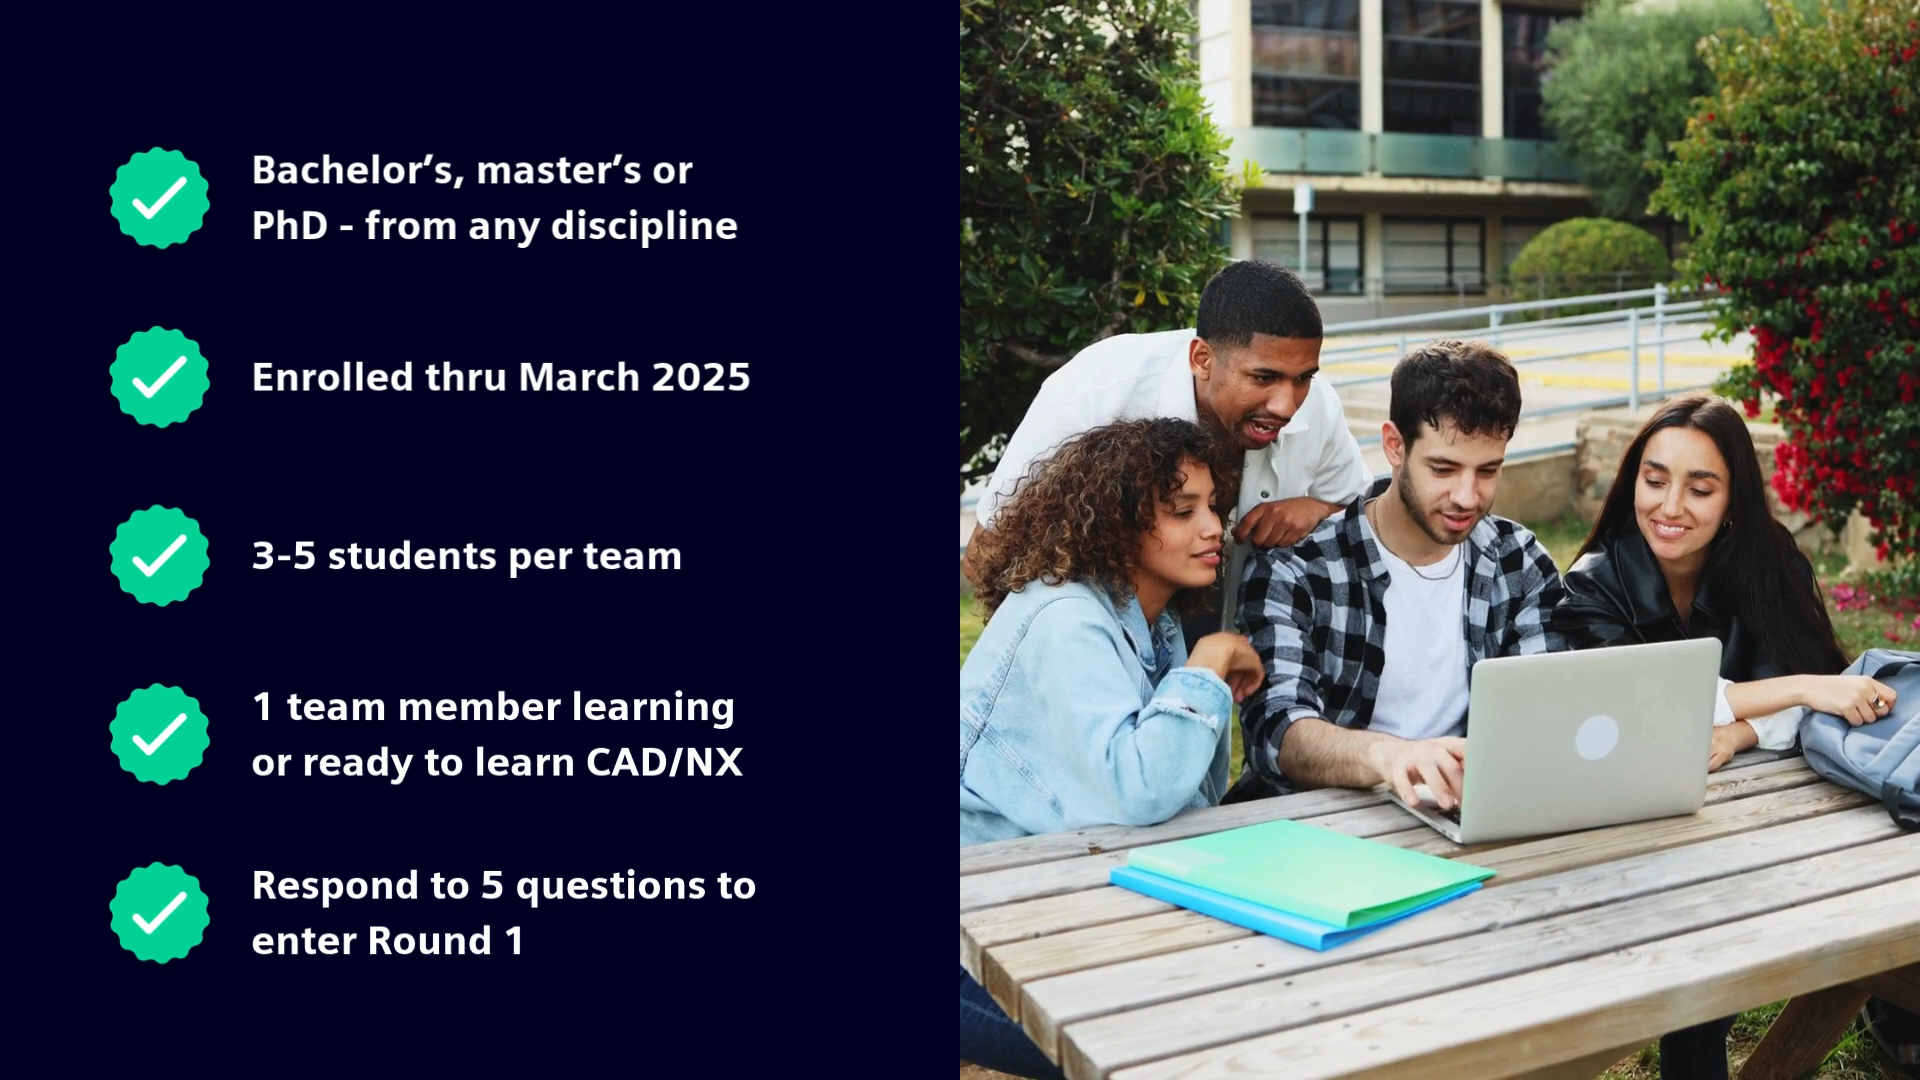 Bachelor’s, master’s or
PhD - from any discipline
Enrolled thru March 2025
3-5 students per team
1 team member learning
or ready to learn CAD/NX
Respond to 5 questions to
enter Round 1